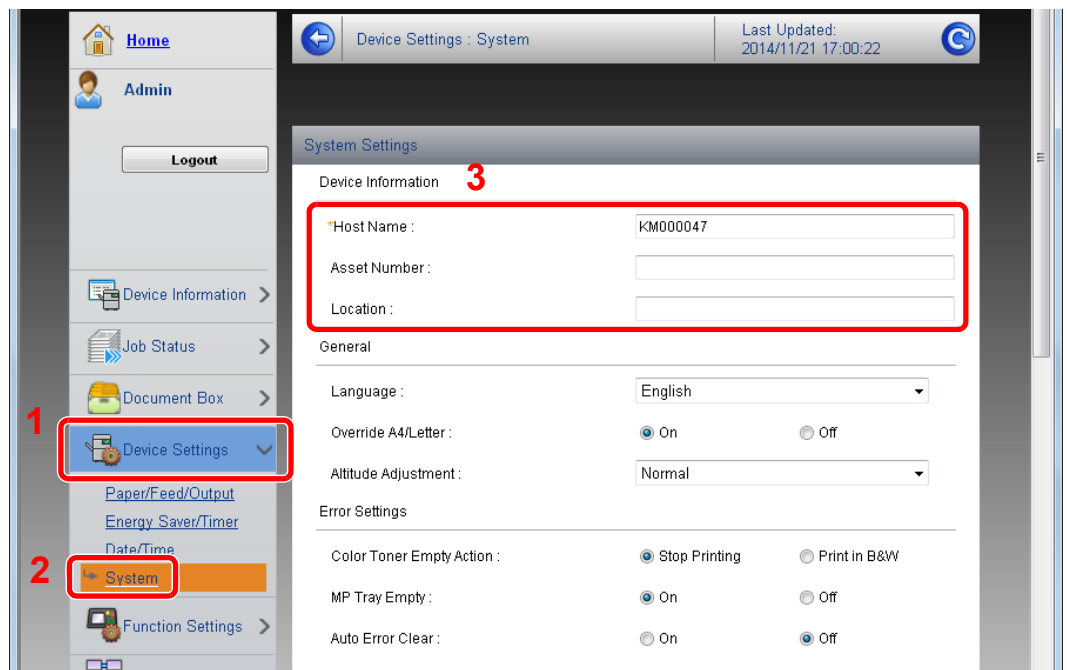 Home
Admin
Logout
Device Information
Job Status
Document Box
1
Device Settings
Paper/Feed/Output
Energy Saver/Timer
Date/Time
2
System
Function Settings
Device Settings : System
Last Updated:
2014/11/21 17:00:22
System Settings
Device Information
3
*Host Name :
KM000047
Asset Number :
Location :
General
Language :
English
Override A4/Letter :
On
Off
Altitude Adjustment :
Normal
Error Settings
Color Toner Empty Action :
Stop Printing
Print in B&W
MP Tray Empty :
On
Off
Auto Error Clear :
On
Off